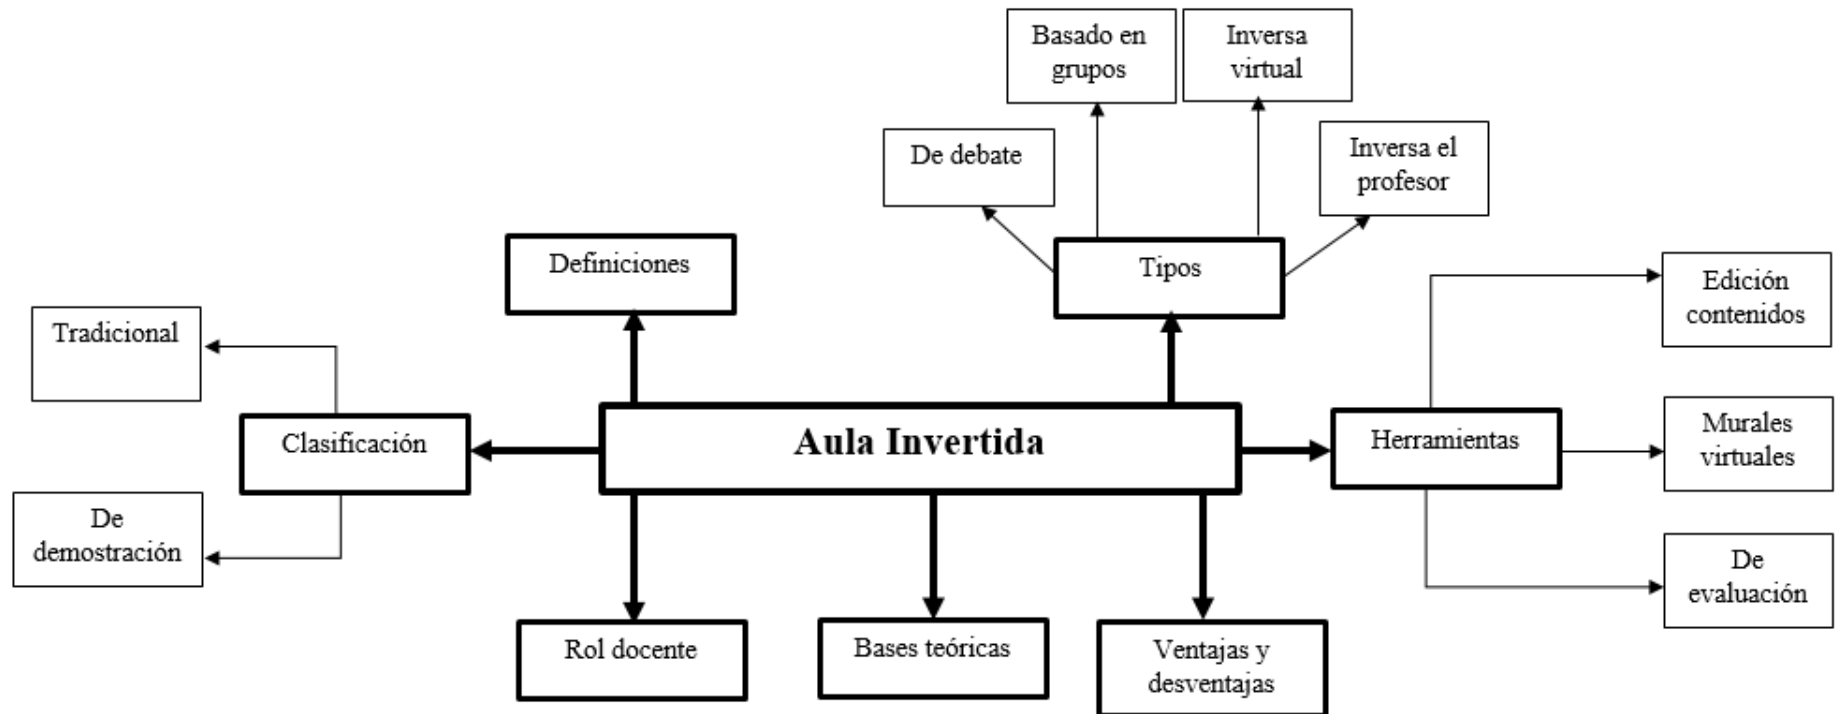 Basado en
grupos
Inversa
virtual
De debate
Inversa el
profesor
Definiciones
Tipos
Edición
contenidos
Tradicional
Clasificación
Aula Invertida
Herramientas
Murales
virtuales
De
demostración
De
evaluación
Rol docente
Bases teóricas
Ventajas y
desventajas